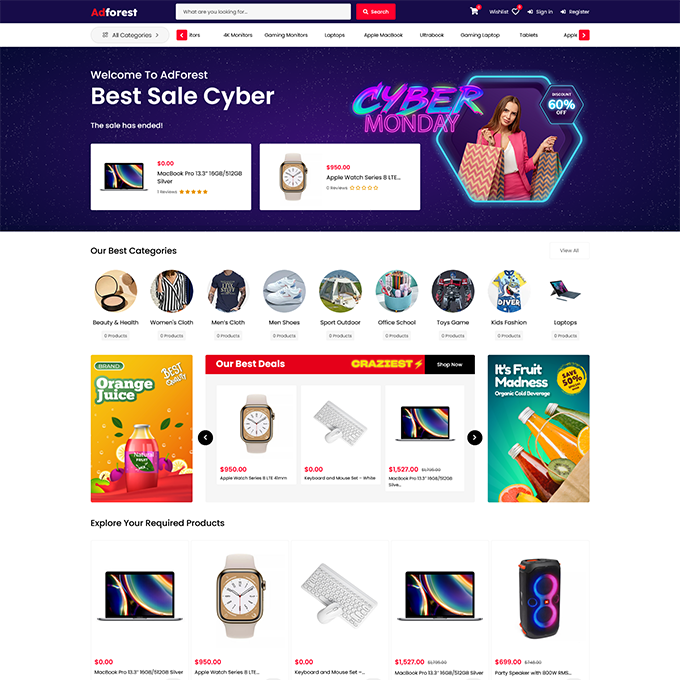 Adforest
What are you looking for...
Search
Wishlist
Sign in
Register
All Categories
itors
4K Monitors
Gaming Monitors
Laptops
Apple MacBook
Ultrabook
Gaming Laptop
Tablets
Apple
Welcome To AdForest
Best Sale Cyber
The sale has ended!
CYBER
MONDAY
DISCOUNT
60%
OFF
$0.00
MacBook Pro 13.3" 16GB/512GB
Silver
1 Reviews
$950.00
Apple Watch Series 8 LTE...
0 Reviews
Our Best Categories
View All
Beauty & Health
Women's Cloth
Men's Cloth
Men Shoes
Sport Outdoor
Office School
Toys Game
Kids Fashion
Laptops
0 Products
0 Products
0 Products
0 Products
0 Products
0 Products
0 Products
0 Products
0 Products
BRAND
Orange
Juice
BEST
Quality
Natural
FRUIT
Our Best Deals
CRAZIEST
Shop Now
$950.00
Apple Watch Series 8 LTE 41mm
$0.00
Keyboard and Mouse Set – White
$1,527.00 $1,795.00
MacBook Pro 13.3" 16GB/512GB
Silve...
It's Fruit
Madness
Organic Cold Beverage
SAVE
50%
Explore Your Required Products
$0.00
MacBook Pro 13.3" 16GB/512GB Silver
$950.00
Apple Watch Series 8 LTE...
$0.00
Keyboard and Mouse Set –...
$1,527.00 $1,795.00
MacBook Pro 13.3" 16GB/512GB
$699.00 $745.00
Party Speaker with 800W RMS...